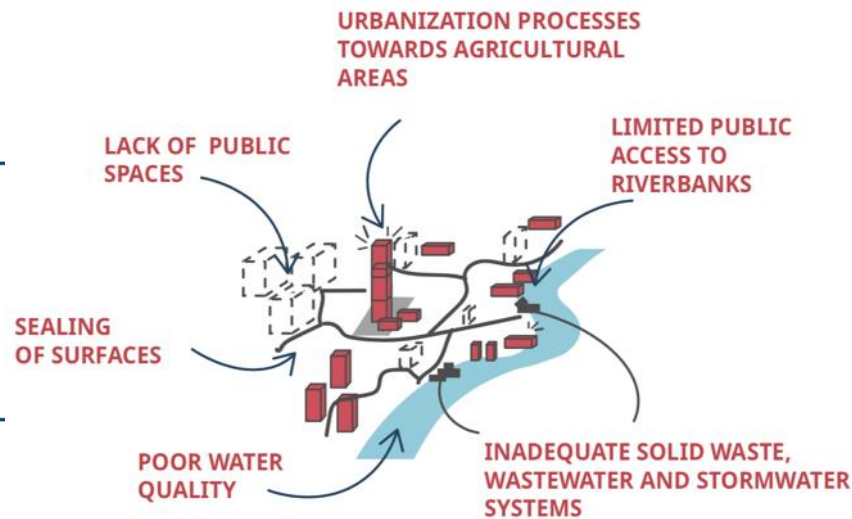 URBANIZATION PROCESSES
TOWARDS AGRICULTURAL
AREAS
LACK OF PUBLIC
SPACES
LIMITED PUBLIC
ACCESS TO
RIVERBANKS
SEALING
OF SURFACES
POOR WATER
QUALITY
INADEQUATE SOLID WASTE,
WASTEWATER AND STORMWATER
SYSTEMS